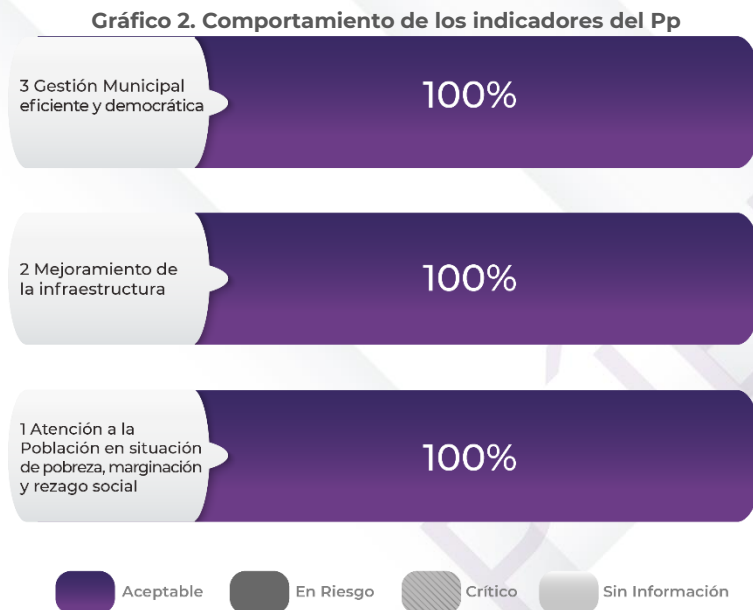 Gráfico 2. Comportamiento de los indicadores del Pp
3 Gestión Municipal
eficiente y democrática
100%
2 Mejoramiento de
la infraestructura
100%
1 Atención a la
Población en situación
de pobreza, marginación
y rezago social
100%
Aceptable
En Riesgo
Crítico
Sin Información